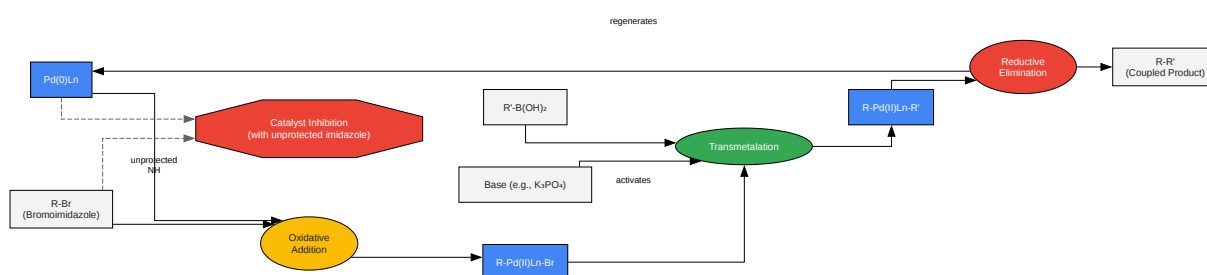 regenerates
Pd(0)Ln
Reductive
Elimination
R-R'
(Coupled Product)
R'-B(OH)₂
R-Pd(II)Ln-R'
Catalyst Inhibition
(with unprotected imidazole)
Transmetalation
unprotected
NH
Base (e.g., K₃PO₄)
activates
R-Br
(Bromoimidazole)
Oxidative
Addition
R-Pd(II)Ln-Br